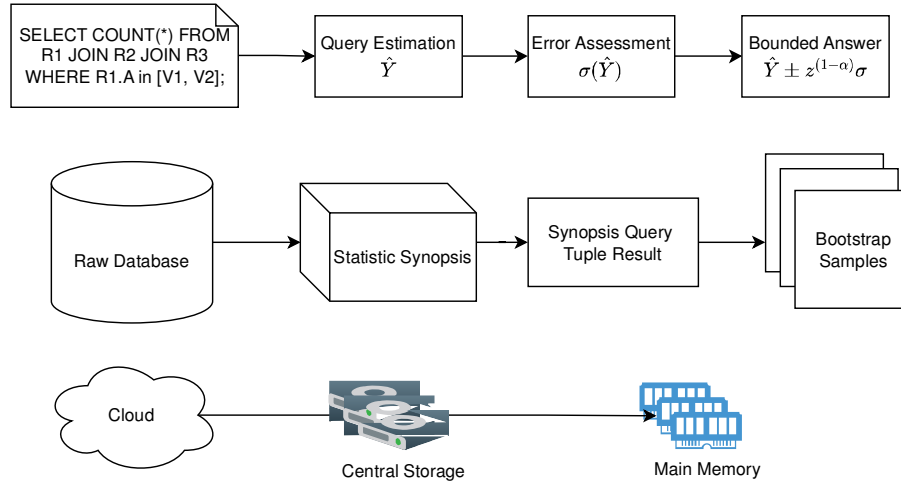 SELECT COUNT(*) FROM
R1 JOIN R2 JOIN R3
WHERE R1.A in [V1, V2];
Query Estimation
Ŷ
Error Assessment
σ(Ŷ)
Bounded Answer
Ŷ ± z^(1−α)σ
Raw Database
Statistic Synopsis
Synopsis Query
Tuple Result
Bootstrap
Samples
Cloud
Central Storage
Main Memory